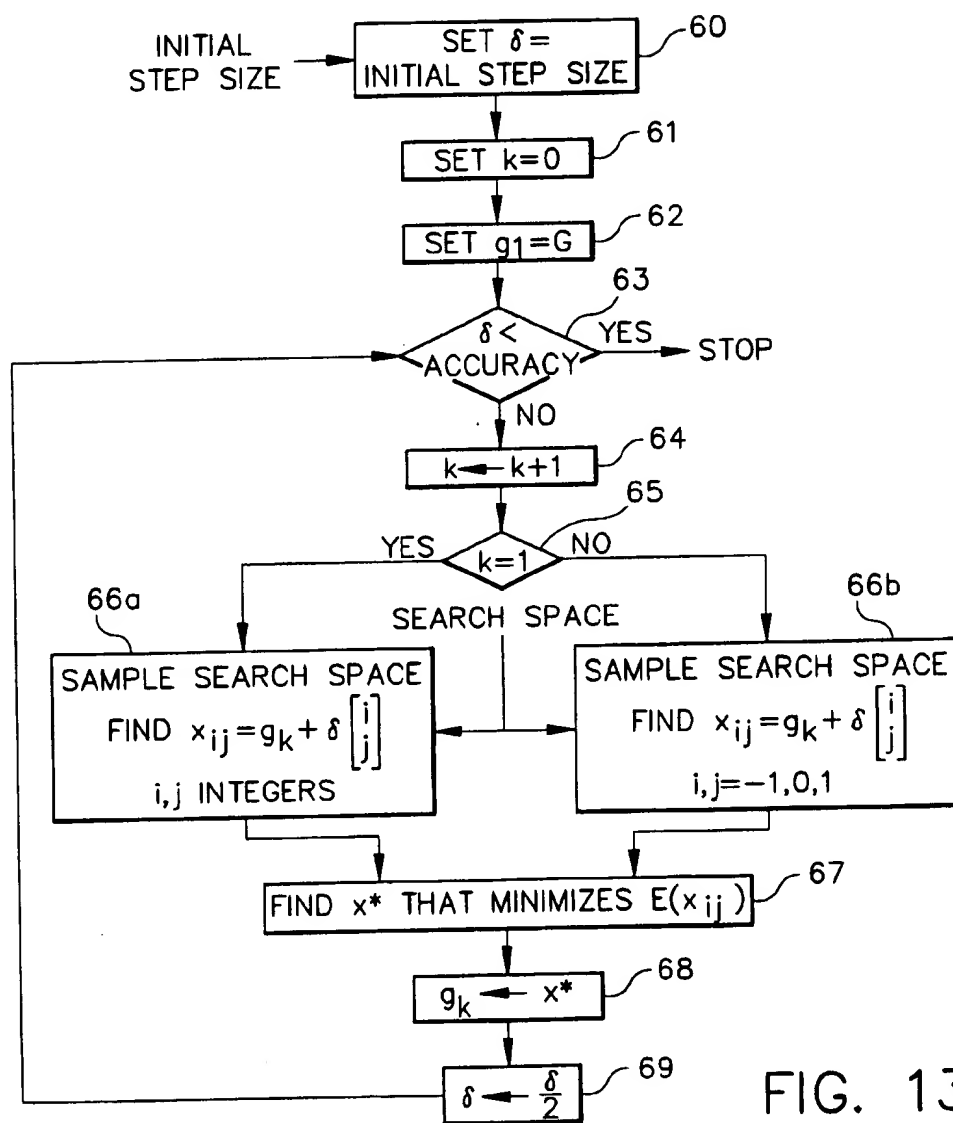 60
INITIAL
STEP SIZE
SET δ =
INITIAL STEP SIZE
61
SET k=0
62
SET g1=G
63
δ <
ACCURACY
YES
STOP
NO
64
k ← k+1
65
YES
k=1
NO
66a
SEARCH SPACE
66b
SAMPLE SEARCH SPACE
FIND xij = gk + δ [i j]
i,j INTEGERS
SAMPLE SEARCH SPACE
FIND xij = gk + δ [i j]
i,j=-1,0,1
67
FIND x* THAT MINIMIZES E(xij)
68
gk ← x*
69
δ ← δ/2
FIG. 13